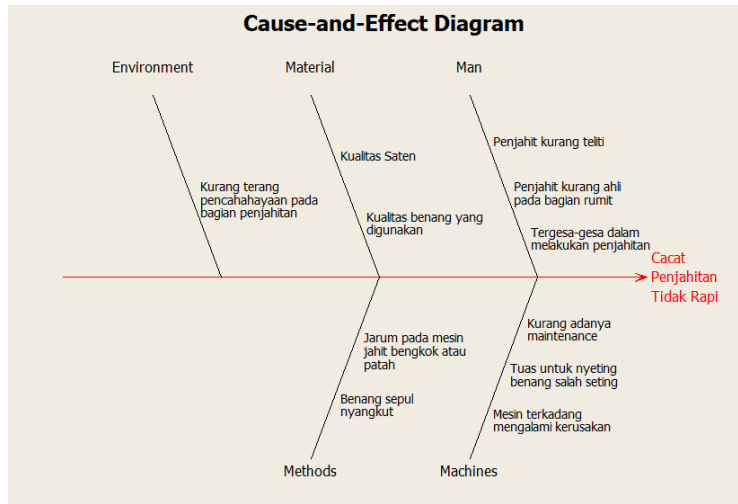 Cause-and-Effect Diagram
Environment
Material
Man
Kurang terang
pencahahayaan pada
bagian penjahitan
Kualitas Saten
Kualitas benang yang
digunakan
Penjahit kurang teliti
Penjahit kurang ahli
pada bagian rumit
Tergesa-gesa dalam
melakukan penjahitan
Cacat
Penjahitan
Tidak Rapi
Jarum pada mesin
jahit bengkok atau
patah
Benang sepul
nyangkut
Kurang adanya
maintenance
Tuas untuk nyeting
benang salah seting
Mesin terkadang
mengalami kerusakan
Methods
Machines